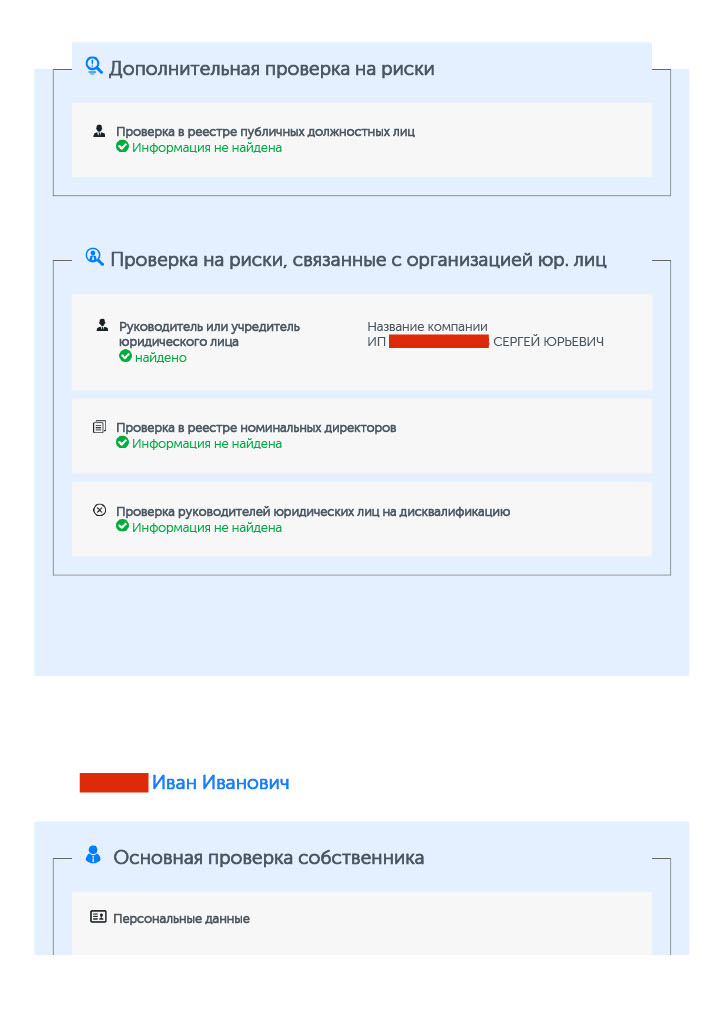 Дополнительная проверка на риски
Проверка в реестре публичных должностных лиц
Информация не найдена
Проверка на риски, связанные с организацией юр. лиц
Руководитель или учредитель
юридического лица
найдено
Название компании
ИП СЕРГЕЙ ЮРЬЕВИЧ
Проверка в реестре номинальных директоров
Информация не найдена
Проверка руководителей юридических лиц на дисквалификацию
Информация не найдена
Иван Иванович
Основная проверка собственника
Персональные данные